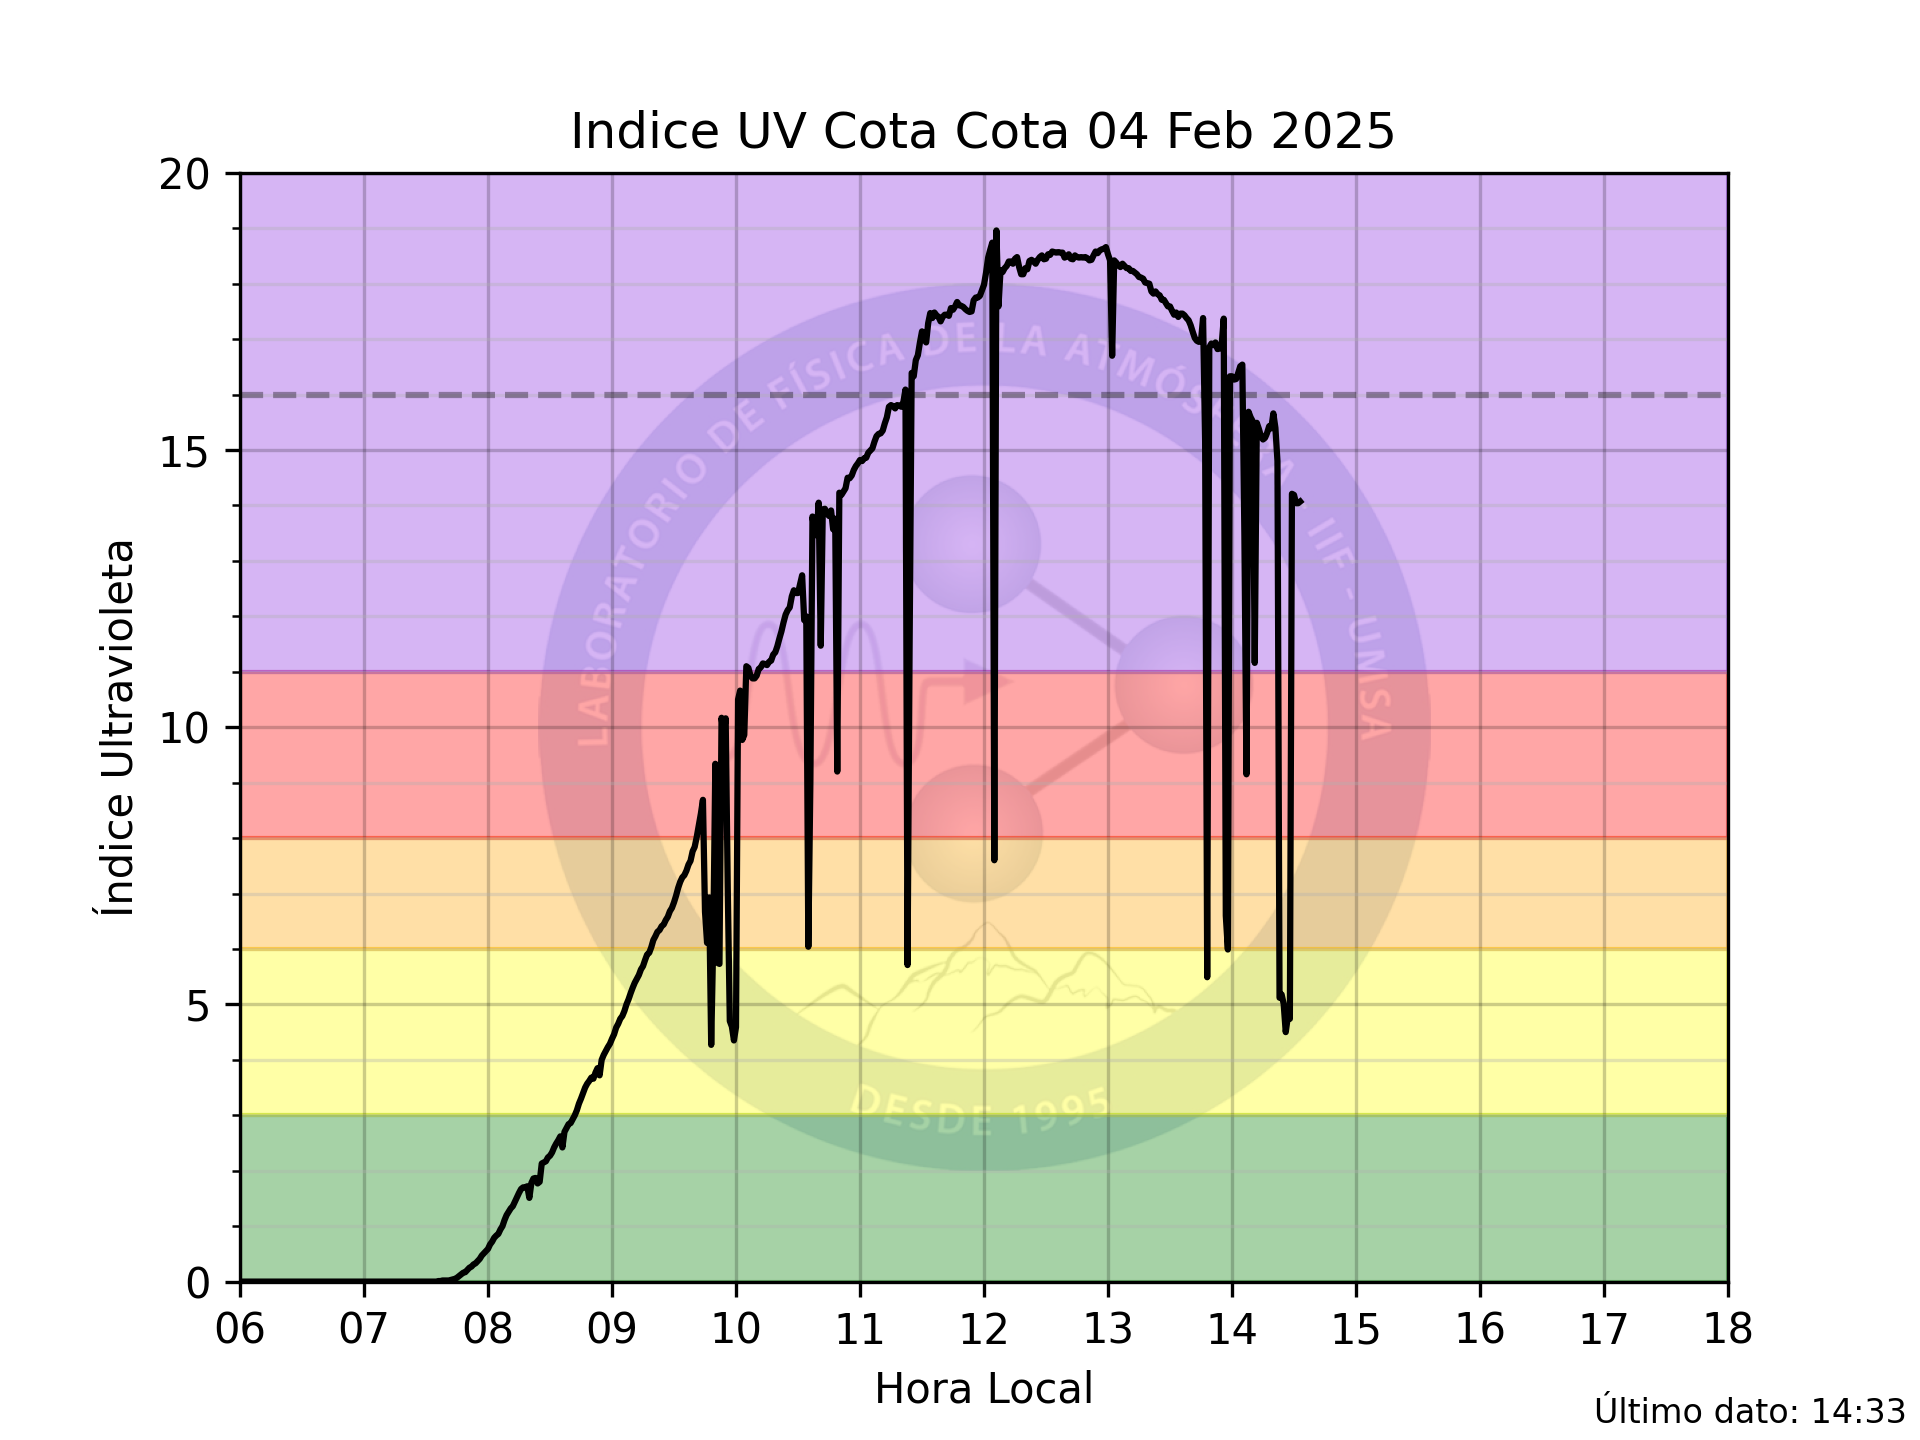 Indice UV Cota Cota 04 Feb 2025
20
15
10
5
0
Índice Ultravioleta
LABORATORIO DE FÍSICA DE LA ATMÓSFERA - IIF - UMSA
DESDE 1995
06 07 08 09 10 11 12 13 14 15 16 17 18
Hora Local
Último dato: 14:33